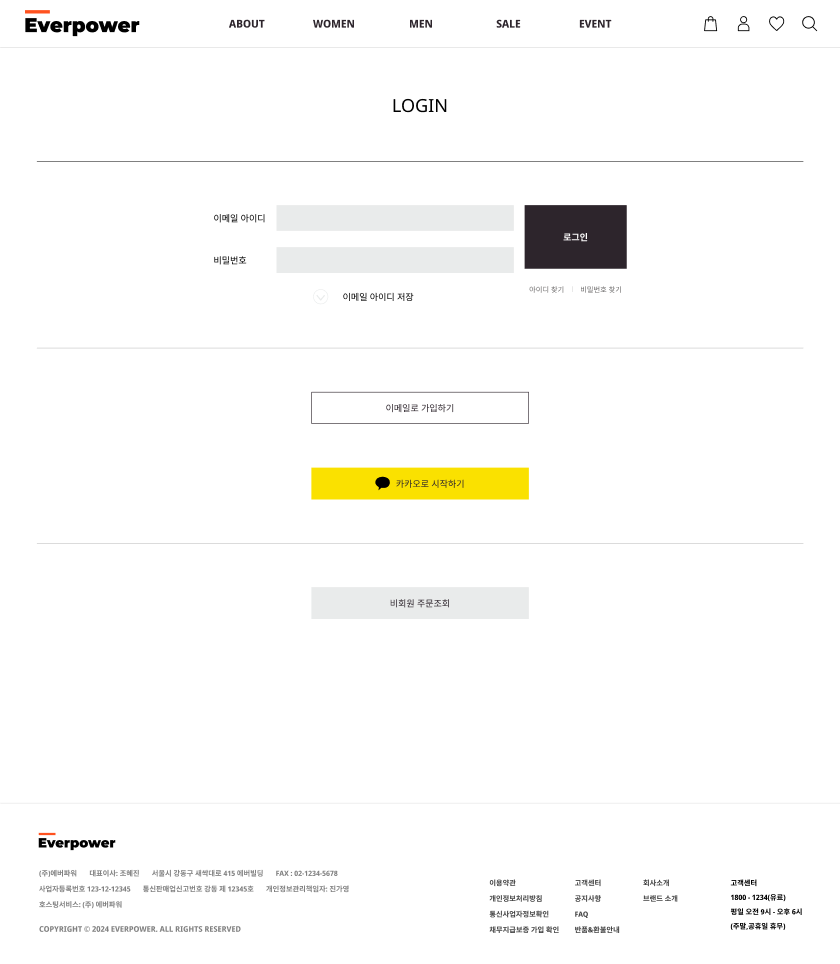 Everpower
ABOUT WOMEN MEN SALE EVENT
LOGIN
이메일 아이디
로그인
비밀번호
아이디 찾기 | 비밀번호 찾기
이메일 아이디 저장
이메일로 가입하기
카카오로 시작하기
비회원 주문조회
Everpower
(주)에버파워 대표이사: 조혜진 서울시 강동구 새싹대로 415 에버빌딩 FAX : 02-1234-5678
사업자등록번호 123-12-12345 통신판매업신고번호 강동 제 12345호 개인정보관리책임자: 진가영
호스팅서비스: (주) 에버파워
COPYRIGHT © 2024 EVERPOWER. ALL RIGHTS RESERVED
이용약관
개인정보처리방침
통신사업자정보확인
채무지급보증 가입 확인
고객센터
공지사항
FAQ
반품&환불안내
회사소개
브랜드 소개
고객센터
1800 - 1234(유료)
평일 오전 9시 - 오후 6시
(주말,공휴일 휴무)